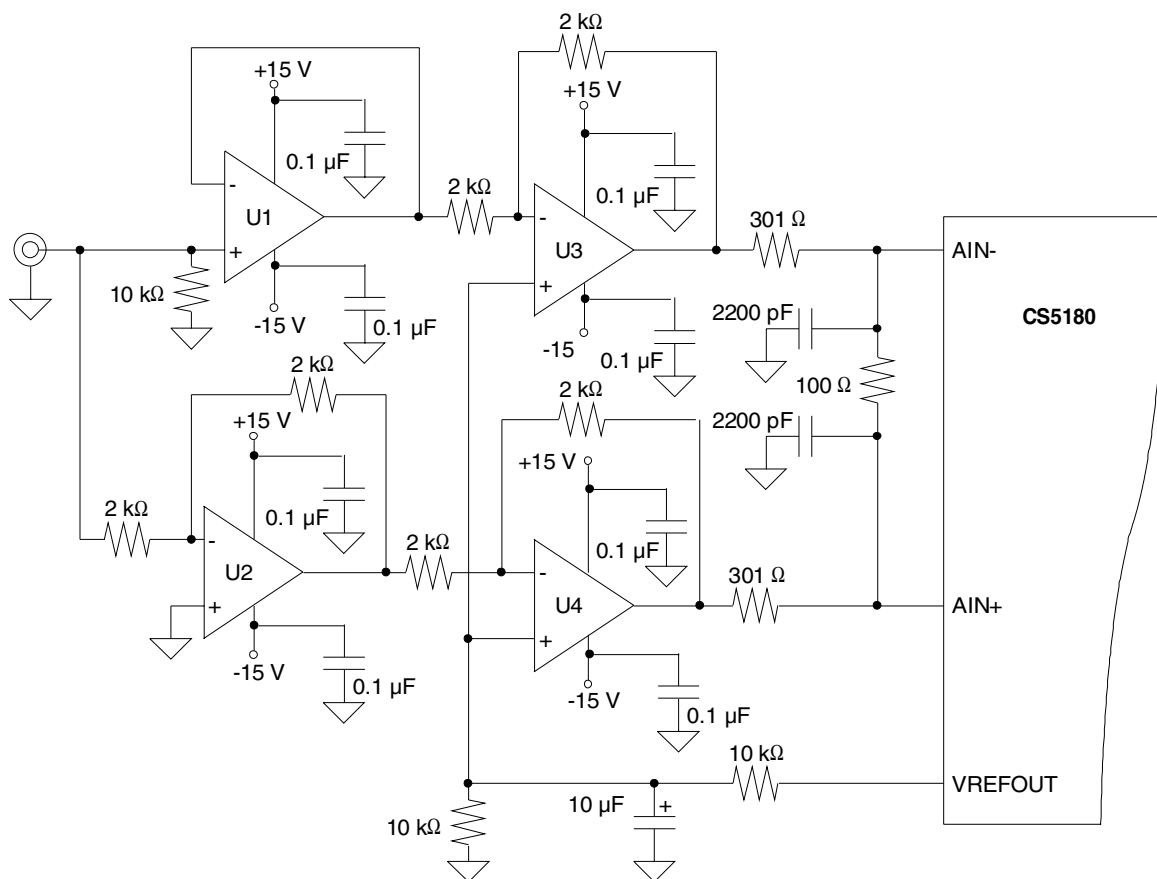 2 kΩ
2 kΩ
+15 V
+15 V
0.1 µF
0.1 µF
2 kΩ
-
U1
+
-
U3
+
301 Ω
AIN-
10 kΩ
-15 V
0.1 µF
-15
0.1 µF
2200 pF
CS5180
100 Ω
2 kΩ
2 kΩ
2200 pF
+15 V
+15 V
0.1 µF
0.1 µF
2 kΩ
2 kΩ
-
U2
+
-
U4
+
301 Ω
AIN+
-15 V
0.1 µF
-15 V
0.1 µF
10 kΩ
VREFOUT
10 kΩ
10 µF
+